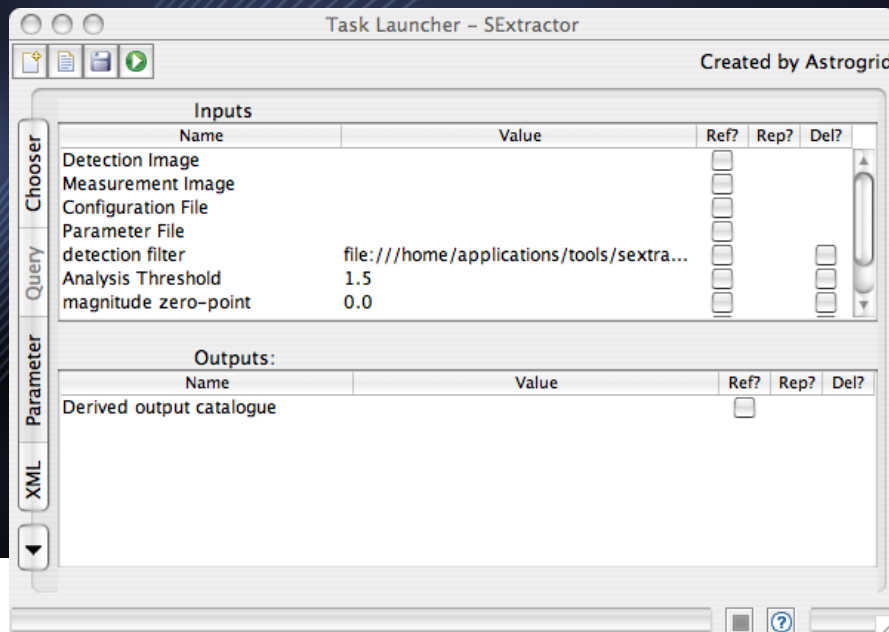 Task Launcher – SExtractor
Created by Astrogrid
Chooser
Query
Parameter
XML
Inputs
Name Value Ref? Rep? Del?
Detection Image
Measurement Image
Configuration File
Parameter File
detection filter file:///home/applications/tools/sextra...
Analysis Threshold 1.5
magnitude zero-point 0.0
Outputs:
Name Value Ref? Rep? Del?
Derived output catalogue
?